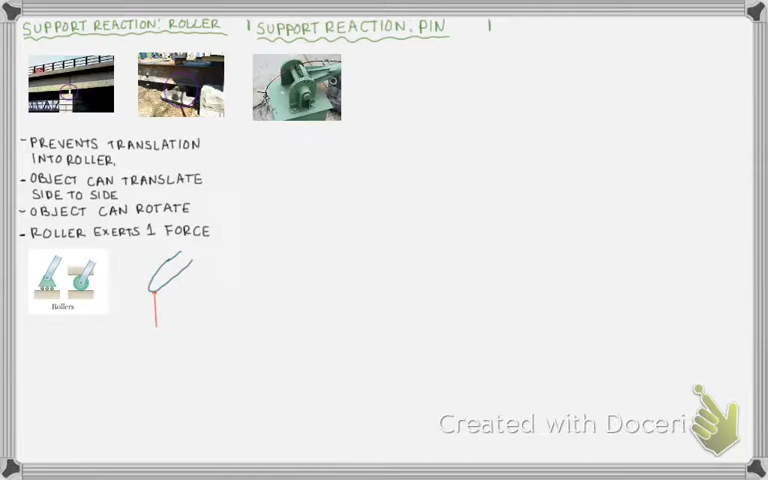 SUPPORT REACTION: ROLLER
SUPPORT REACTION: PIN
- PREVENTS TRANSLATION
INTO ROLLER.
- OBJECT CAN TRANSLATE
SIDE TO SIDE
- OBJECT CAN ROTATE
- ROLLER EXERTS 1 FORCE
Rollers
Created with Doceri